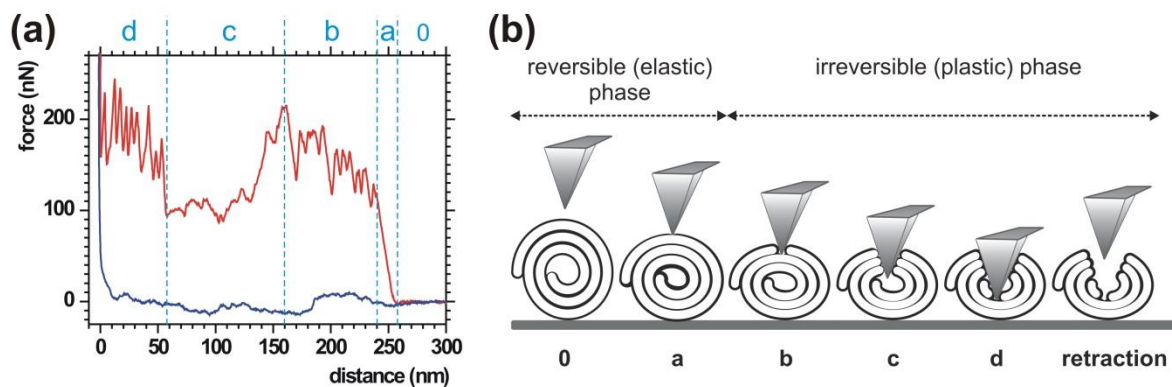 (a)
d c b a 0
force (nN)
200
100
0
0 50 100 150 200 250 300
distance (nm)
(b)
reversible (elastic) phase
irreversible (plastic) phase
0 a b c d retraction